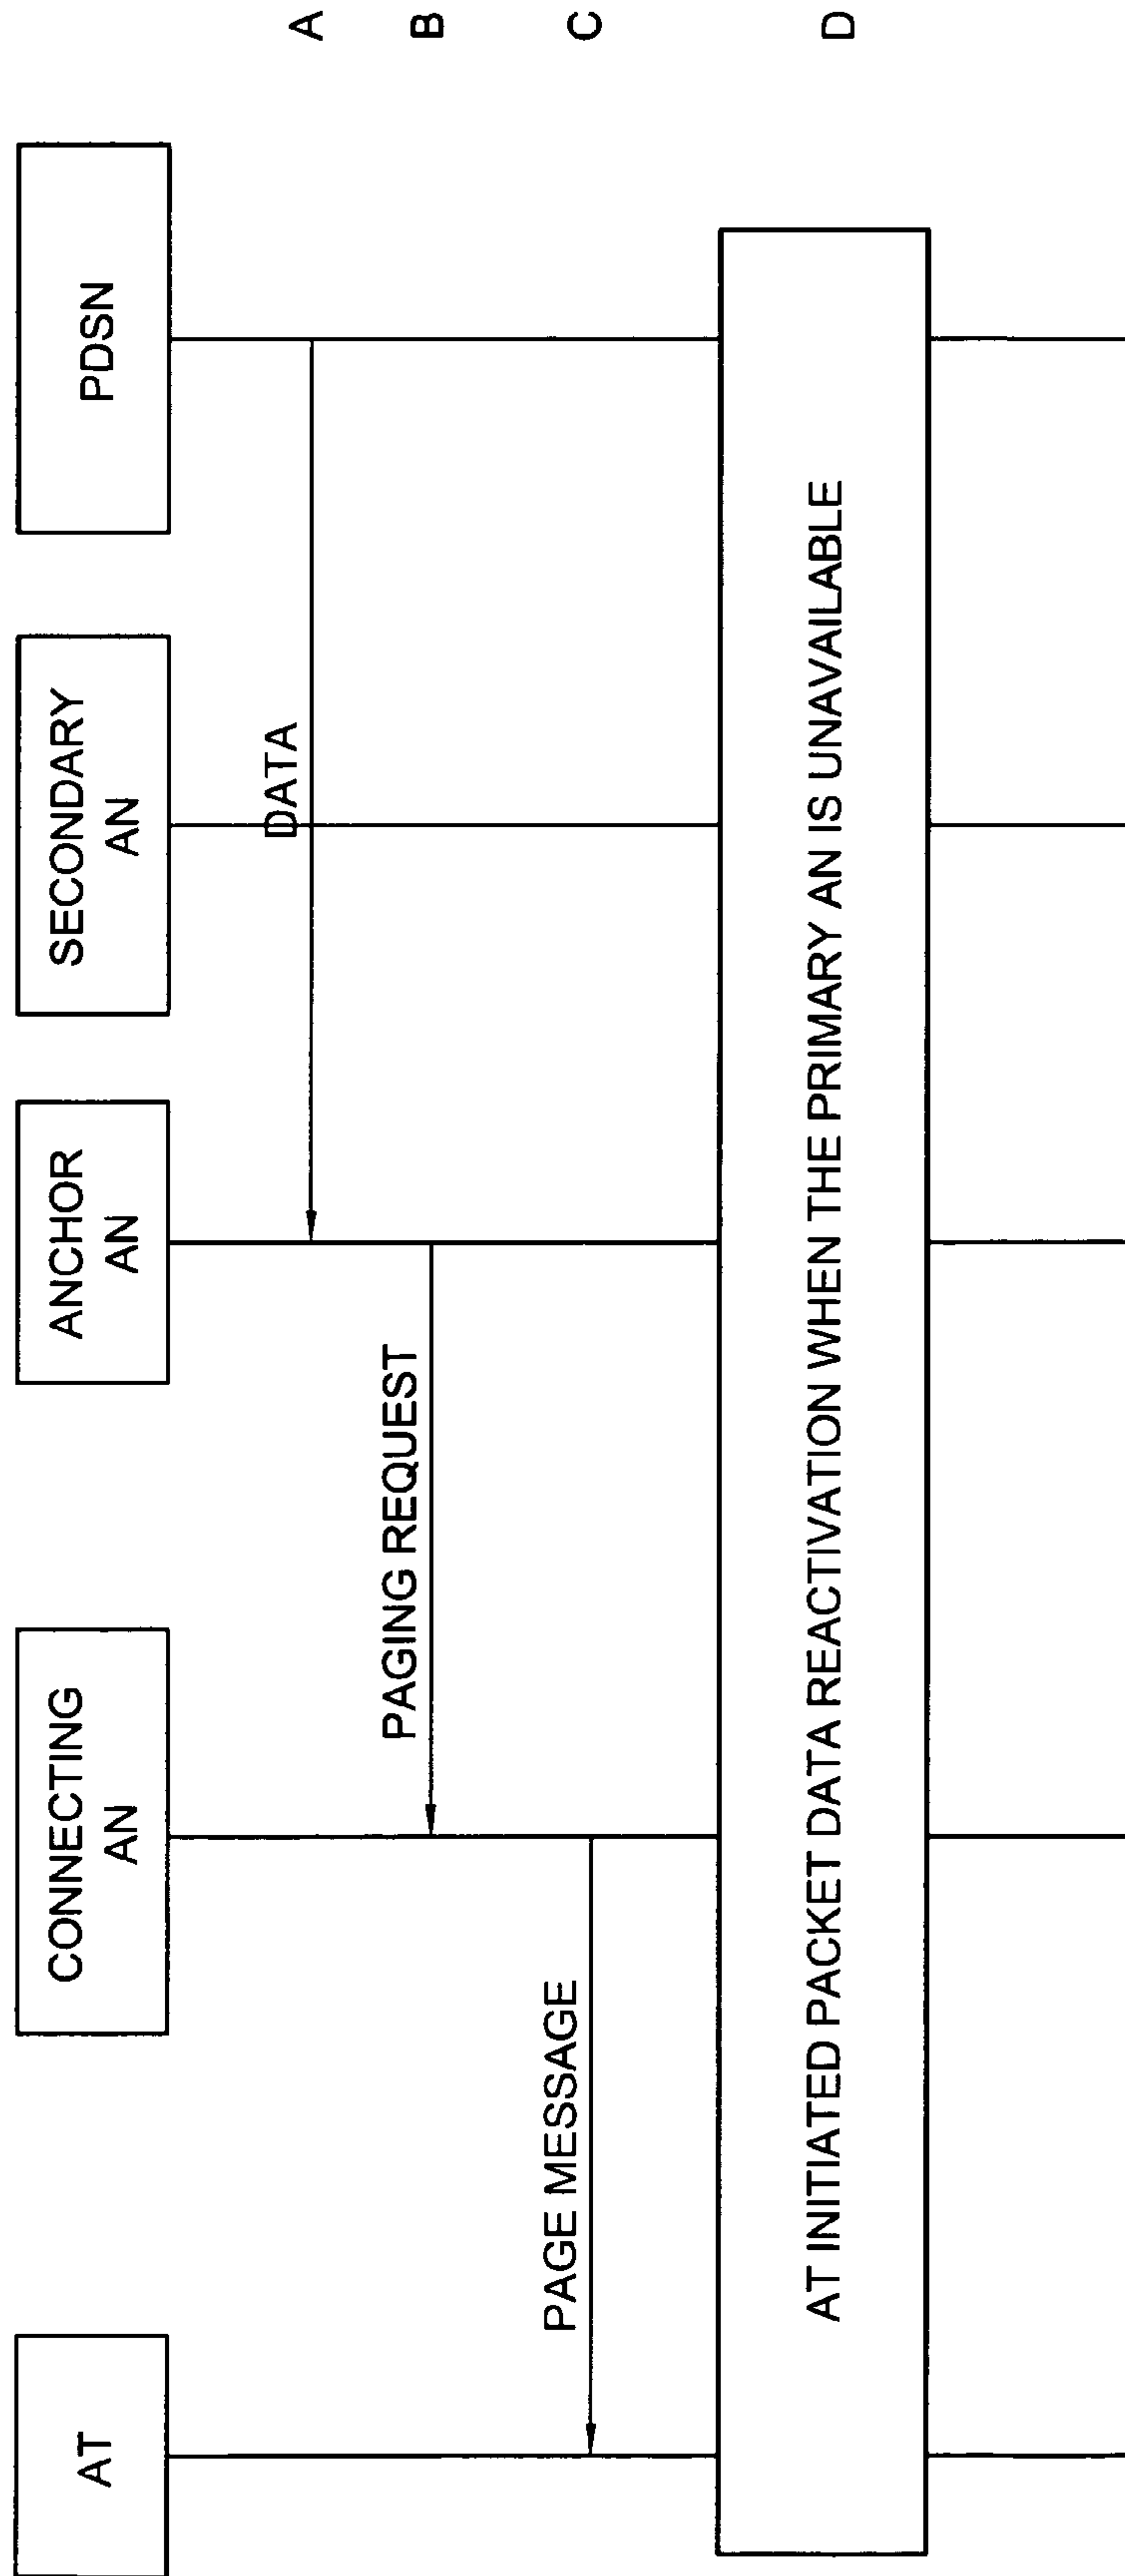 AT
CONNECTING
AN
ANCHOR
AN
SECONDARY
AN
PDSN
DATA
A
PAGING REQUEST
B
PAGE MESSAGE
C
AT INITIATED PACKET DATA REACTIVATION WHEN THE PRIMARY AN IS UNAVAILABLE
D